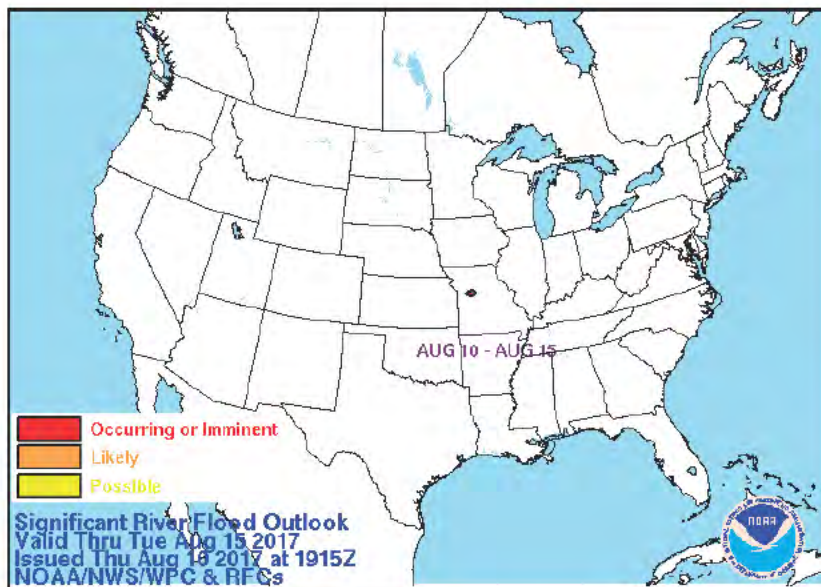 AUG 10 - AUG 15
Occurring or Imminent
Likely
Possible
Significant River Flood Outlook
Valid Thru Tue Aug 15 2017
Issued Thu Aug 10 2017 at 1915Z
NOAA/NWS/WPC & RFCs
NOAA